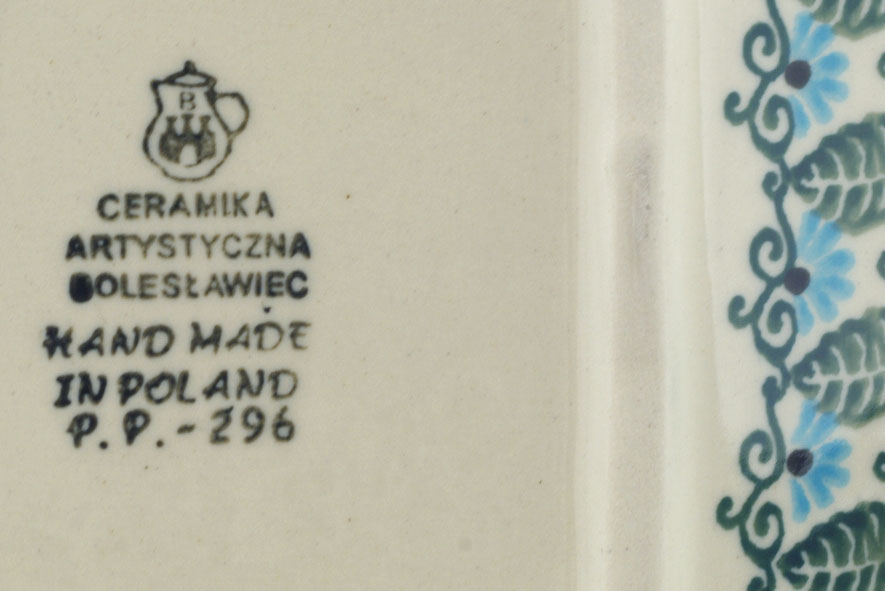 B
CERAMIKA
ARTYSTYCZNA
BOLESŁAWIEC
HAND MADE
IN POLAND
P.P.-296